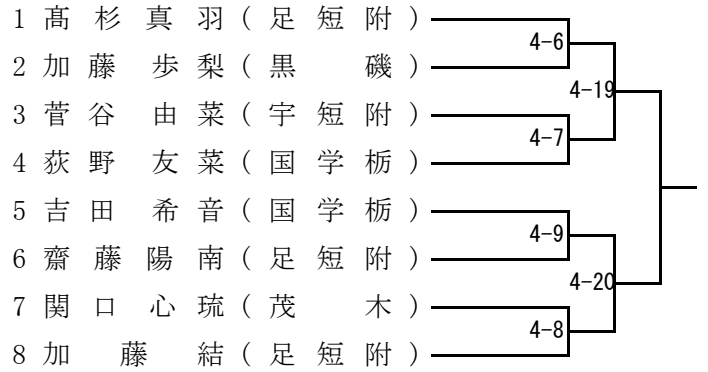 1 髙杉真羽(足短附)
4-6
2 加藤歩梨(黒磯)
4-19
3 菅谷由菜(宇短附)
4-7
4 荻野友菜(国学栃)
5 吉田希音(国学栃)
4-9
6 齋藤陽南(足短附)
4-20
7 関口心琉(茂木)
4-8
8 加藤結(足短附)